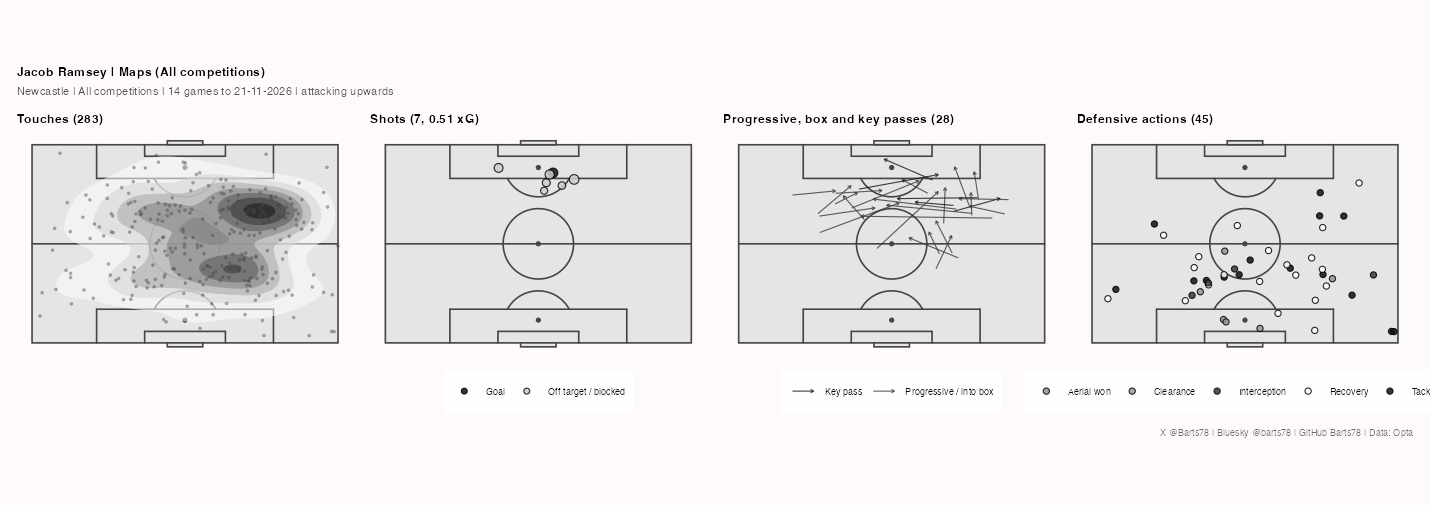 Jacob Ramsey | Maps (All competitions)
Newcastle | All competitions | 14 games to 21-11-2026 | attacking upwards
Touches (283)
Shots (7, 0.51 xG)
Progressive, box and key passes (28)
Defensive actions (45)
Goal
Off target / blocked
Key pass
Progressive / into box
Aerial won
Clearance
Interception
Recovery
Tack
X @Barts78 | Bluesky @barts78 | GitHub Barts78 | Data: Opta